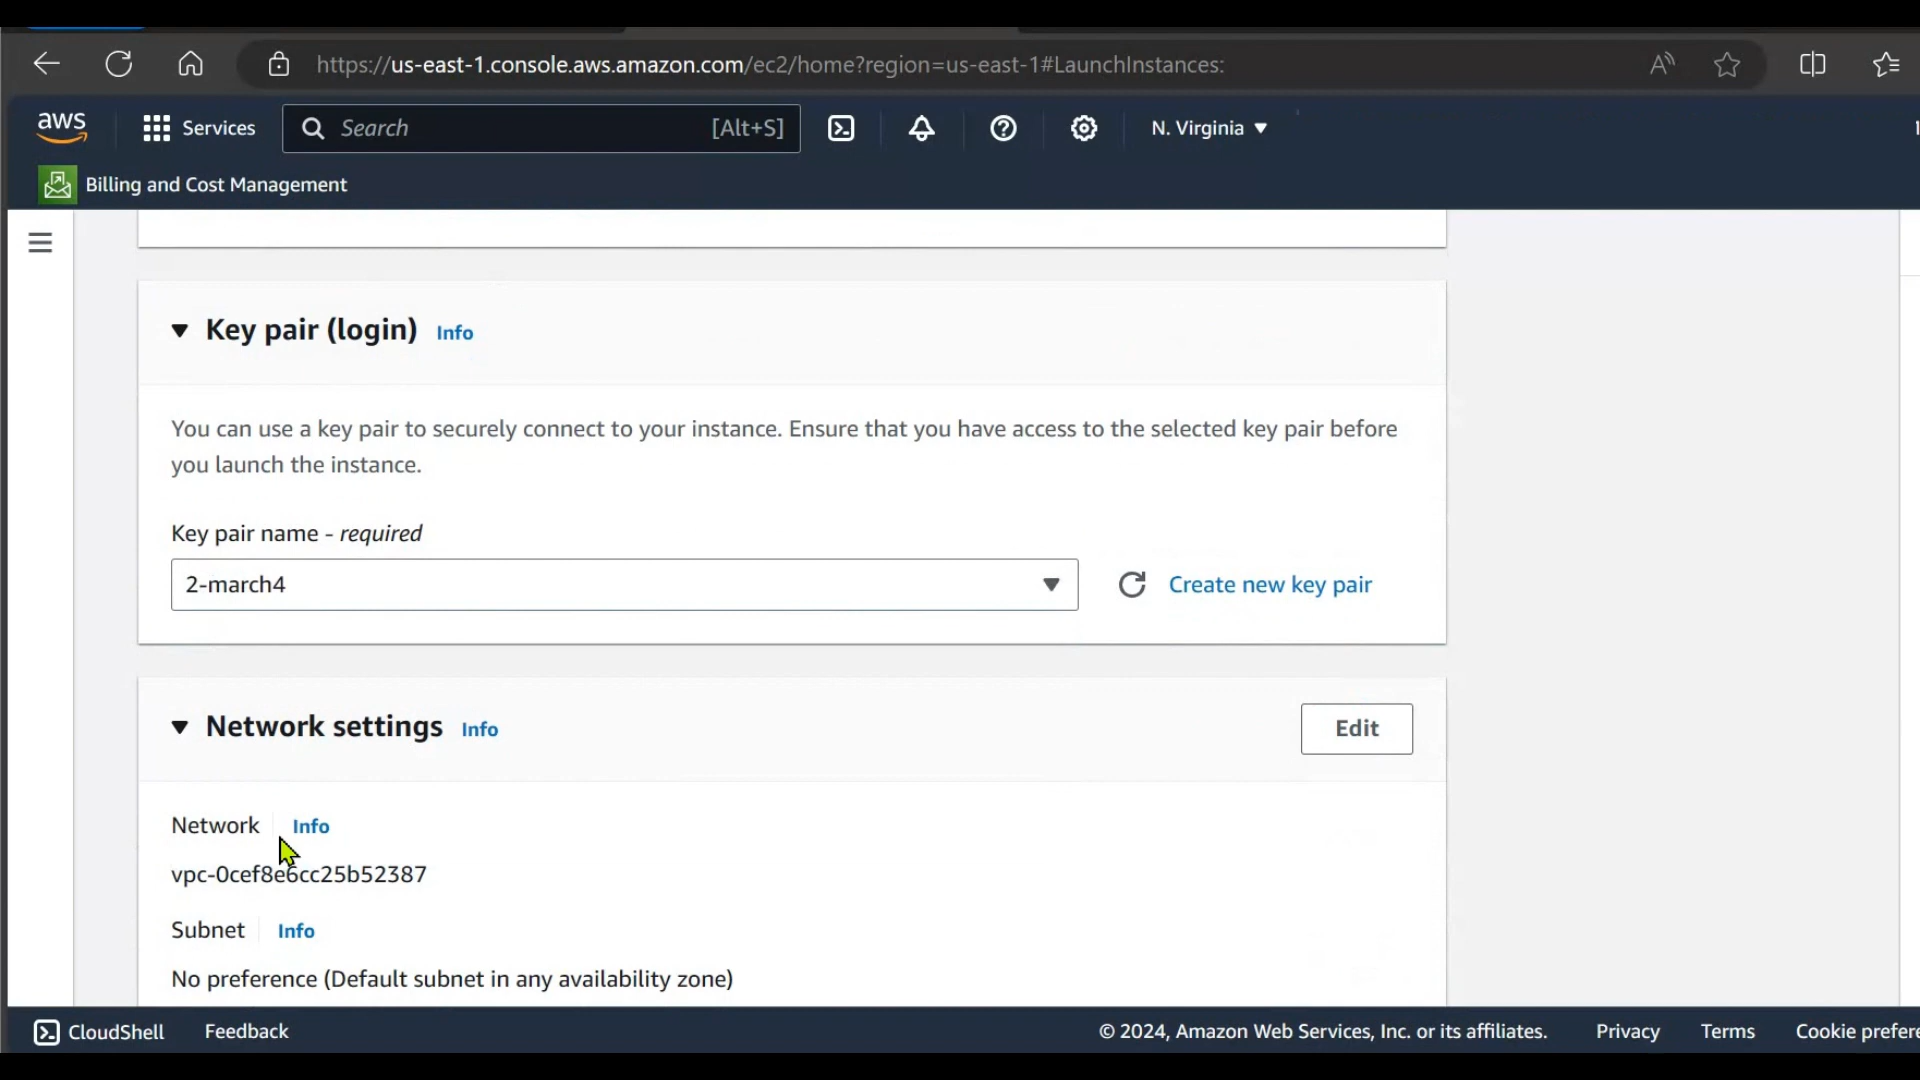 https://us-east-1.console.aws.amazon.com/ec2/home?region=us-east-1#LaunchInstances:
aws Services Search [Alt+S] N. Virginia
Billing and Cost Management
Key pair (login) Info
You can use a key pair to securely connect to your instance. Ensure that you have access to the selected key pair before
you launch the instance.
Key pair name - required
2-march4 Create new key pair
Network settings Info Edit
Network Info
vpc-0cef8e6cc25b52387
Subnet Info
No preference (Default subnet in any availability zone)
CloudShell Feedback © 2024, Amazon Web Services, Inc. or its affiliates. Privacy Terms Cookie prefere